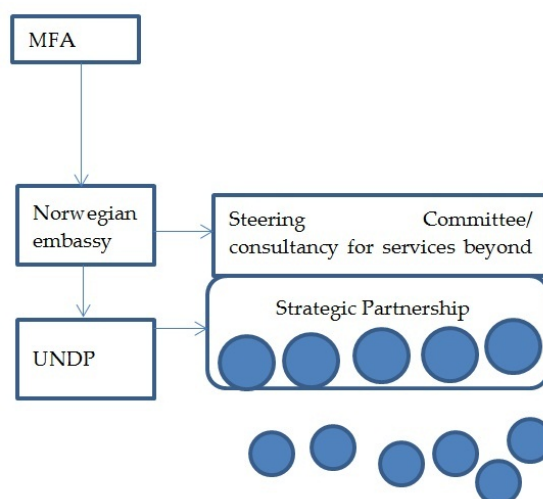 MFA
Norwegian
embassy
Steering Committee/
consultancy for services beyond
Strategic Partnership
UNDP